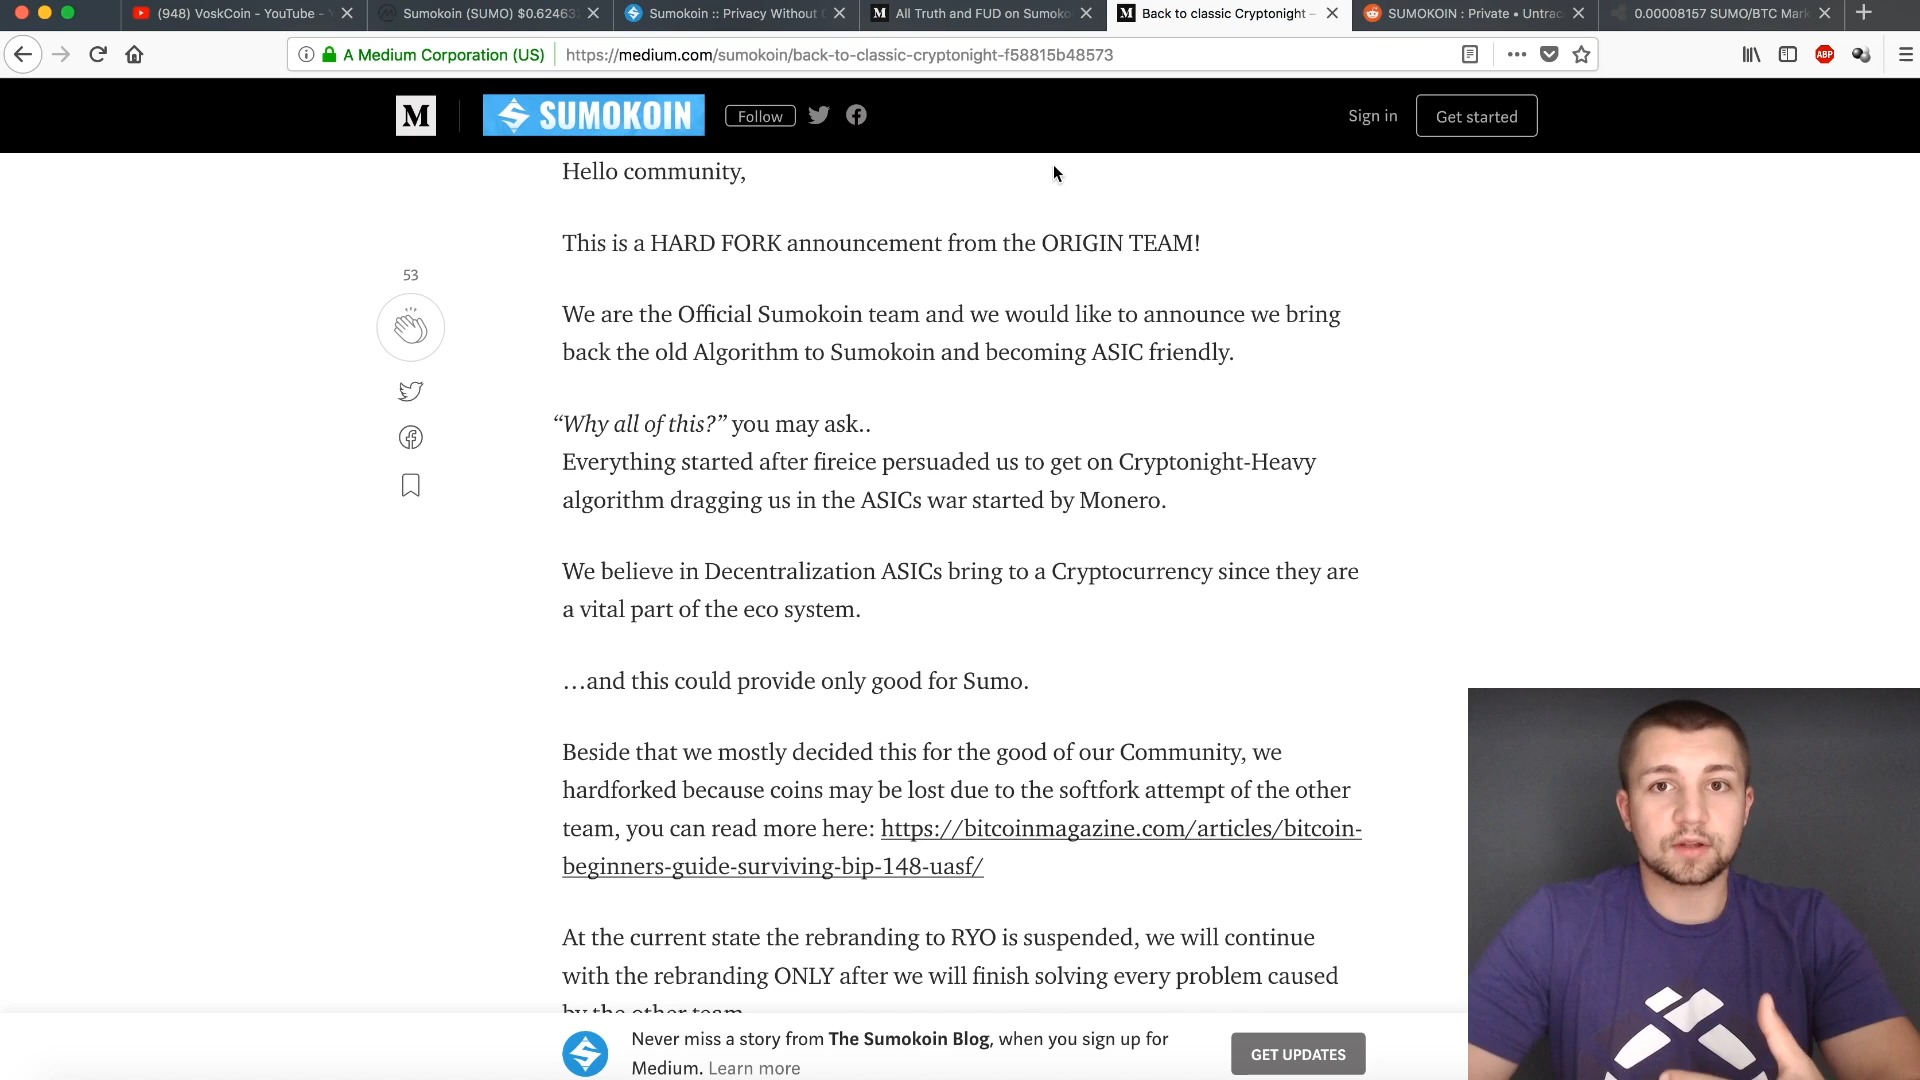 (948) VoskCoin - YouTube -
Sumokoin (SUMO) $0.62463
Sumokoin :: Privacy Without
All Truth and FUD on Sumoko
Back to classic Cryptonight –
SUMOKOIN : Private • Untrac
0.00008157 SUMO/BTC Mark
A Medium Corporation (US)
https://medium.com/sumokoin/back-to-classic-cryptonight-f58815b48573
ABP
M
SUMOKOIN
Follow
Sign in
Get started
Hello community,
This is a HARD FORK announcement from the ORIGIN TEAM!
53
We are the Official Sumokoin team and we would like to announce we bring
back the old Algorithm to Sumokoin and becoming ASIC friendly.
“Why all of this?” you may ask..
Everything started after fireice persuaded us to get on Cryptonight-Heavy
algorithm dragging us in the ASICs war started by Monero.
We believe in Decentralization ASICs bring to a Cryptocurrency since they are
a vital part of the eco system.
…and this could provide only good for Sumo.
Beside that we mostly decided this for the good of our Community, we
hardforked because coins may be lost due to the softfork attempt of the other
team, you can read more here: https://bitcoinmagazine.com/articles/bitcoin-
beginners-guide-surviving-bip-148-uasf/
At the current state the rebranding to RYO is suspended, we will continue
with the rebranding ONLY after we will finish solving every problem caused
by the other team
Never miss a story from The Sumokoin Blog, when you sign up for
Medium. Learn more
GET UPDATES